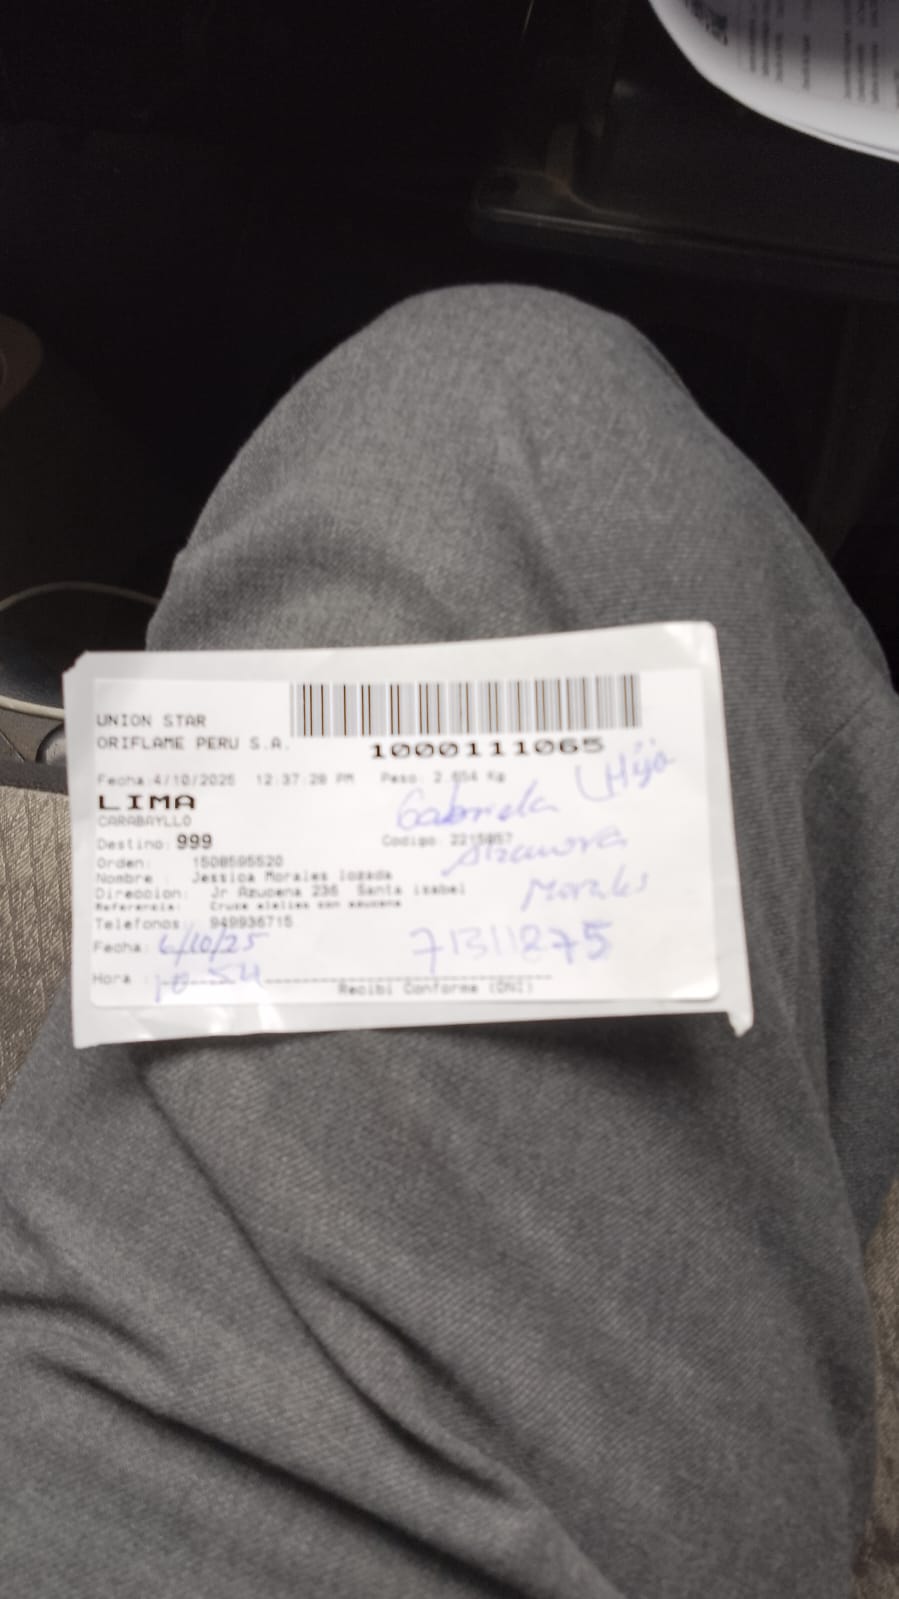 UNION STAR
ORIFLAME PERU S.A.
1000111065
Fecha:4/10/2025 12:37:28 PM Peso: 2.654 Kg
LIMA
CARABAYLLO
Gabriela (Hija
Destino: 999 Codigo:
Orden: 1508595520
Nombre : Jessica Morales lozada
Direccion: Jr Azucena 236 Santa isabel
Morales
Referencia: Cruce con azucena
Telefonos: 949936715
Fecha: 6/10/25
71311875
Hora : 10 54
Recibi Conforme (DNI)